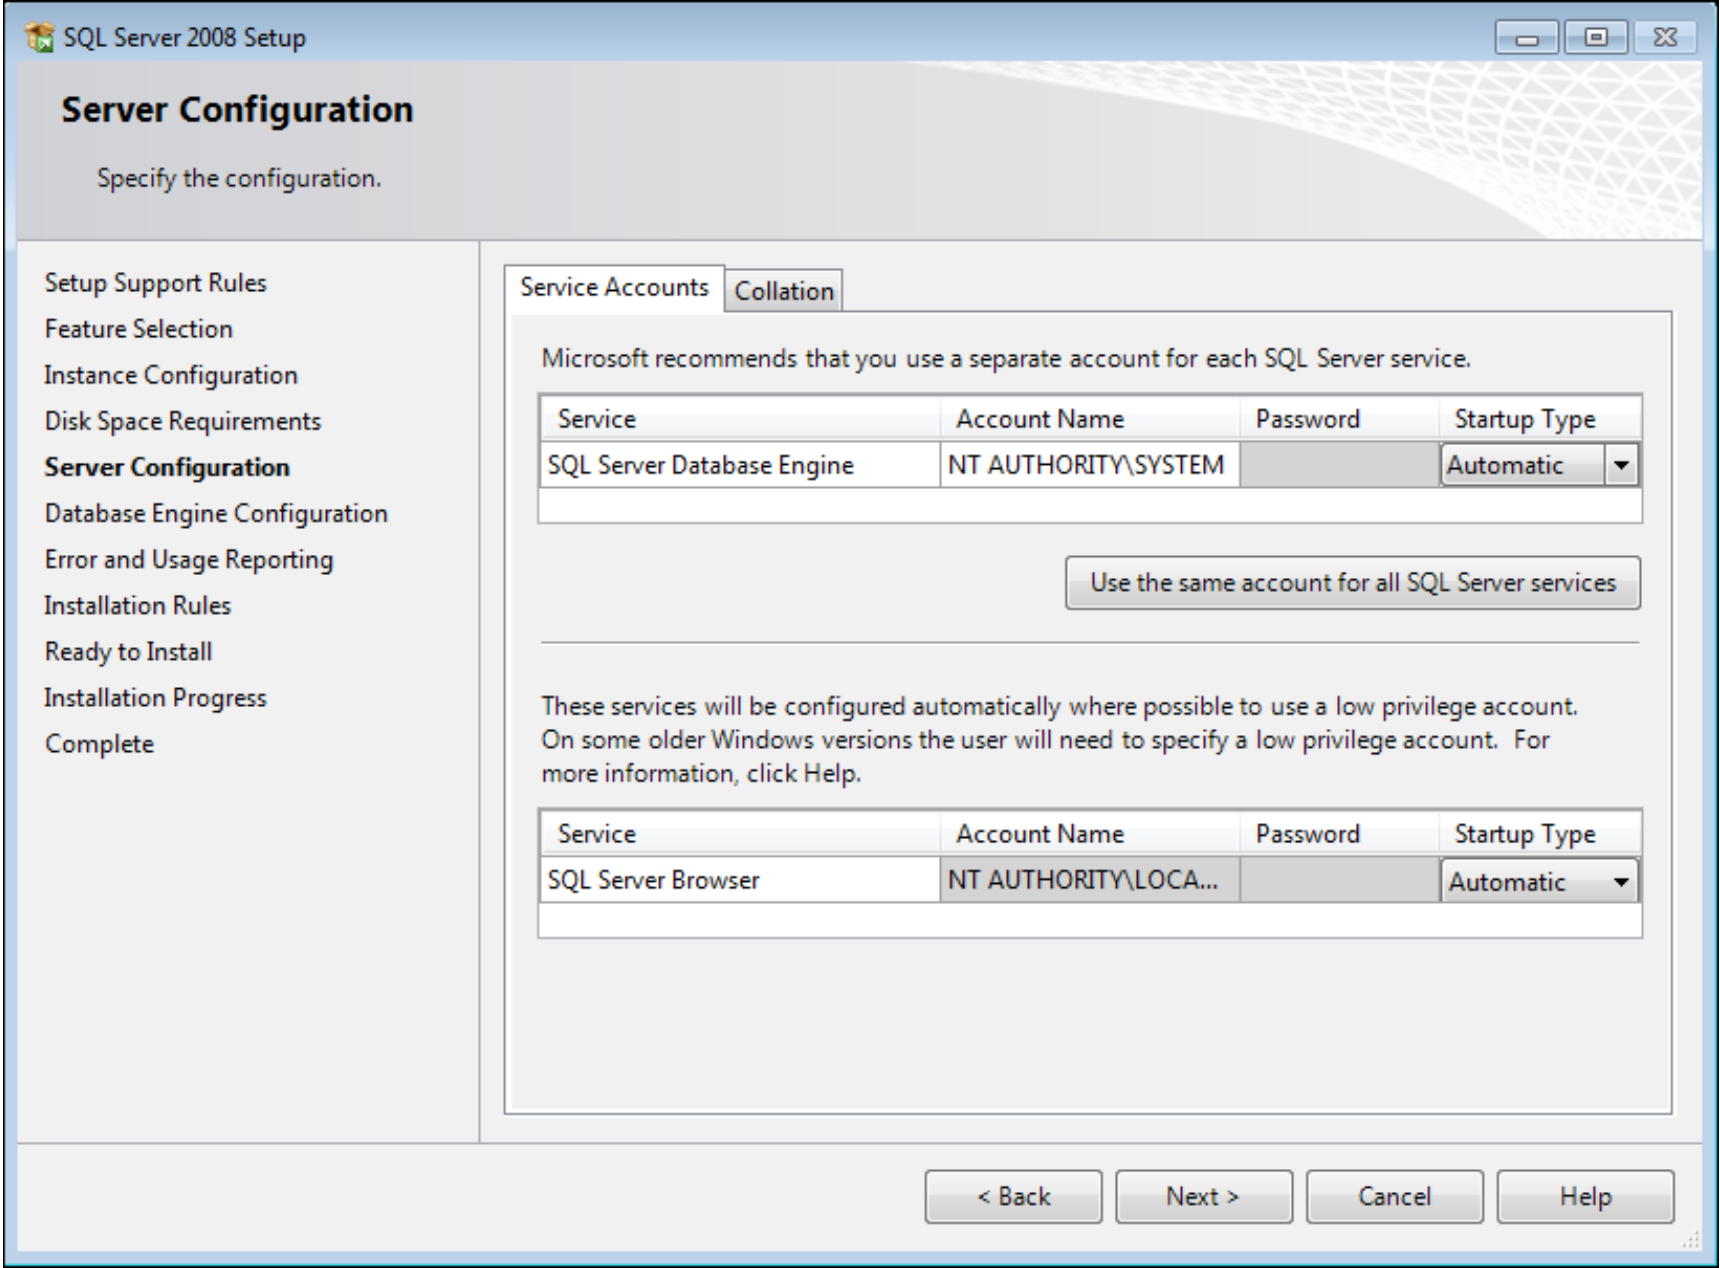 SQL Server 2008 Setup
Server Configuration
Specify the configuration.
Setup Support Rules
Feature Selection
Instance Configuration
Disk Space Requirements
Server Configuration
Database Engine Configuration
Error and Usage Reporting
Installation Rules
Ready to Install
Installation Progress
Complete
Service Accounts Collation
Microsoft recommends that you use a separate account for each SQL Server service.
Service Account Name Password Startup Type
SQL Server Database Engine NT AUTHORITY\SYSTEM Automatic
Use the same account for all SQL Server services
These services will be configured automatically where possible to use a low privilege account.
On some older Windows versions the user will need to specify a low privilege account.  For
more information, click Help.
Service Account Name Password Startup Type
SQL Server Browser NT AUTHORITY\LOCA... Automatic
< Back Next > Cancel Help